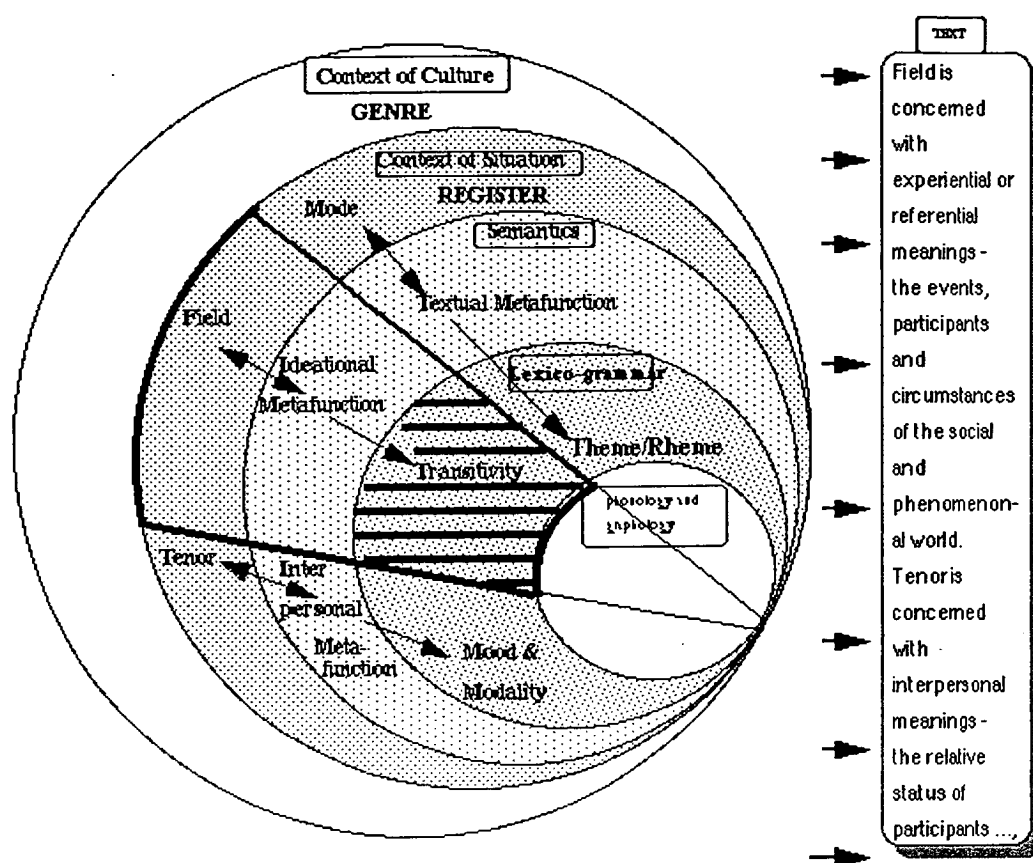 Context of Culture
GENRE
Context of Situation
REGISTER
Mode
Semantics
Textual Metafunction
Field
Ideational
Metafunction
Lexico-grammar
Theme/Rheme
Transitivity
phonology and
graphology
Tenor
Inter
personal
Meta-
function
Mood &
Modality
TEXT
Field is
concerned
with
experiential or
referential
meanings -
the events,
participants
and
circumstances
of the social
and
phenomenon-
al world.
Tenor is
concerned
with
interpersonal
meanings -
the relative
status of
participants ...,